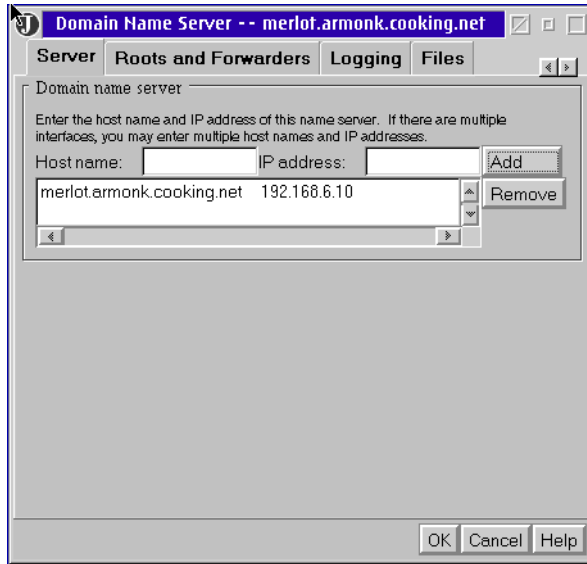 Domain Name Server -- merlot.armonk.cooking.net
Server Roots and Forwarders Logging Files
Domain name server
Enter the host name and IP address of this name server. If there are multiple
interfaces, you may enter multiple host names and IP addresses.
Host name: IP address: Add
merlot.armonk.cooking.net 192.168.6.10 Remove
OK Cancel Help